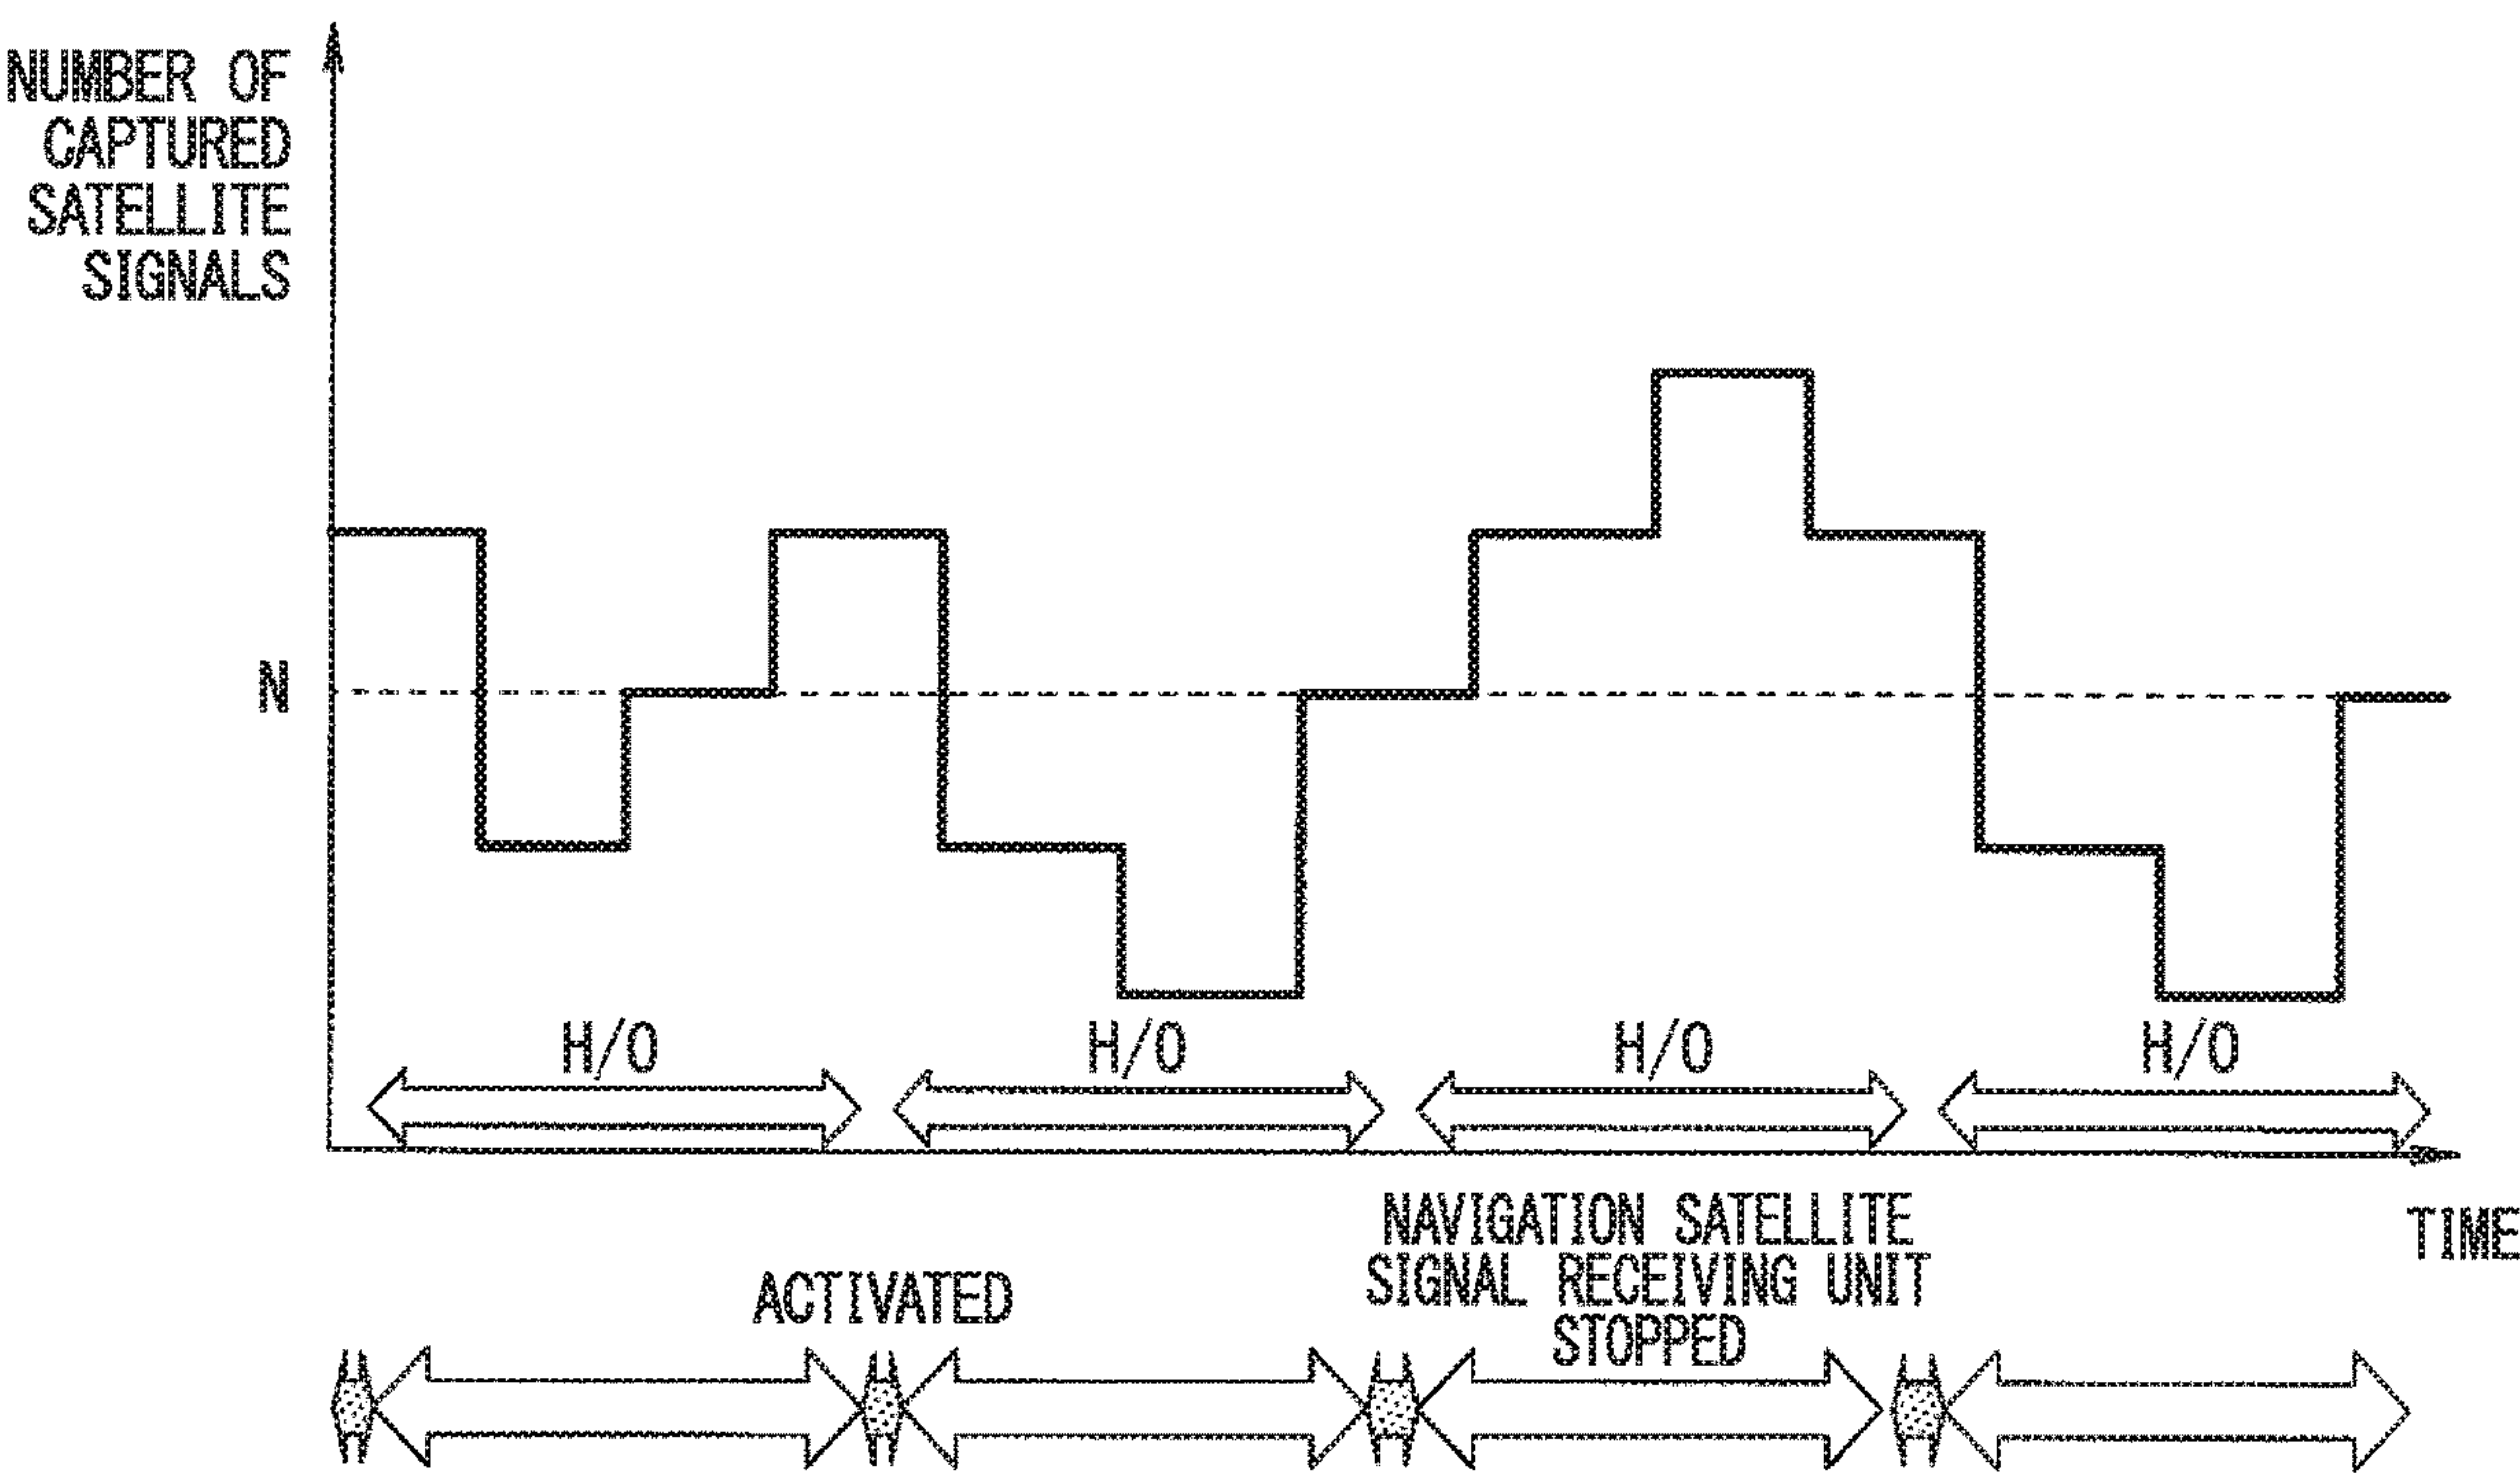 NUMBER OF
CAPTURED
SATELLITE
SIGNALS
N
H/O
H/O
H/O
H/O
TIME
NAVIGATION SATELLITE
SIGNAL RECEIVING UNIT
STOPPED
ACTIVATED